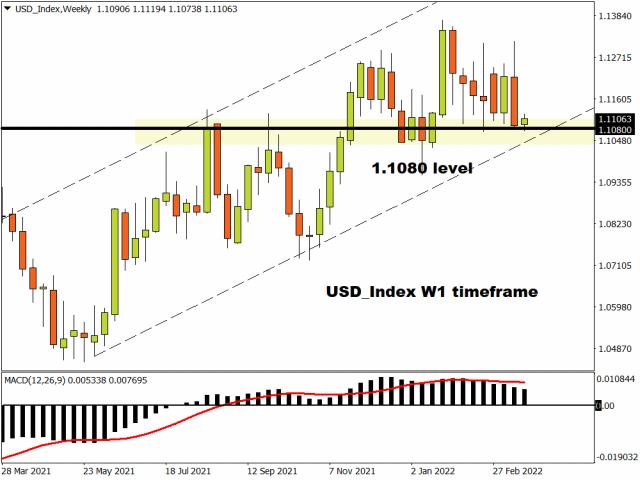 USD_Index,Weekly 1.10906 1.11194 1.10738 1.11063
1.13840
1.12715
1.11605
1.11063
1.10800
1.10480
1.09355
1.08230
1.07105
1.05980
1.04870
1.1080 level
USD_Index W1 timeframe
MACD(12,26,9) 0.005338 0.007695
0.010844
0.00
-0.019032
28 Mar 2021
23 May 2021
18 Jul 2021
12 Sep 2021
7 Nov 2021
2 Jan 2022
27 Feb 2022